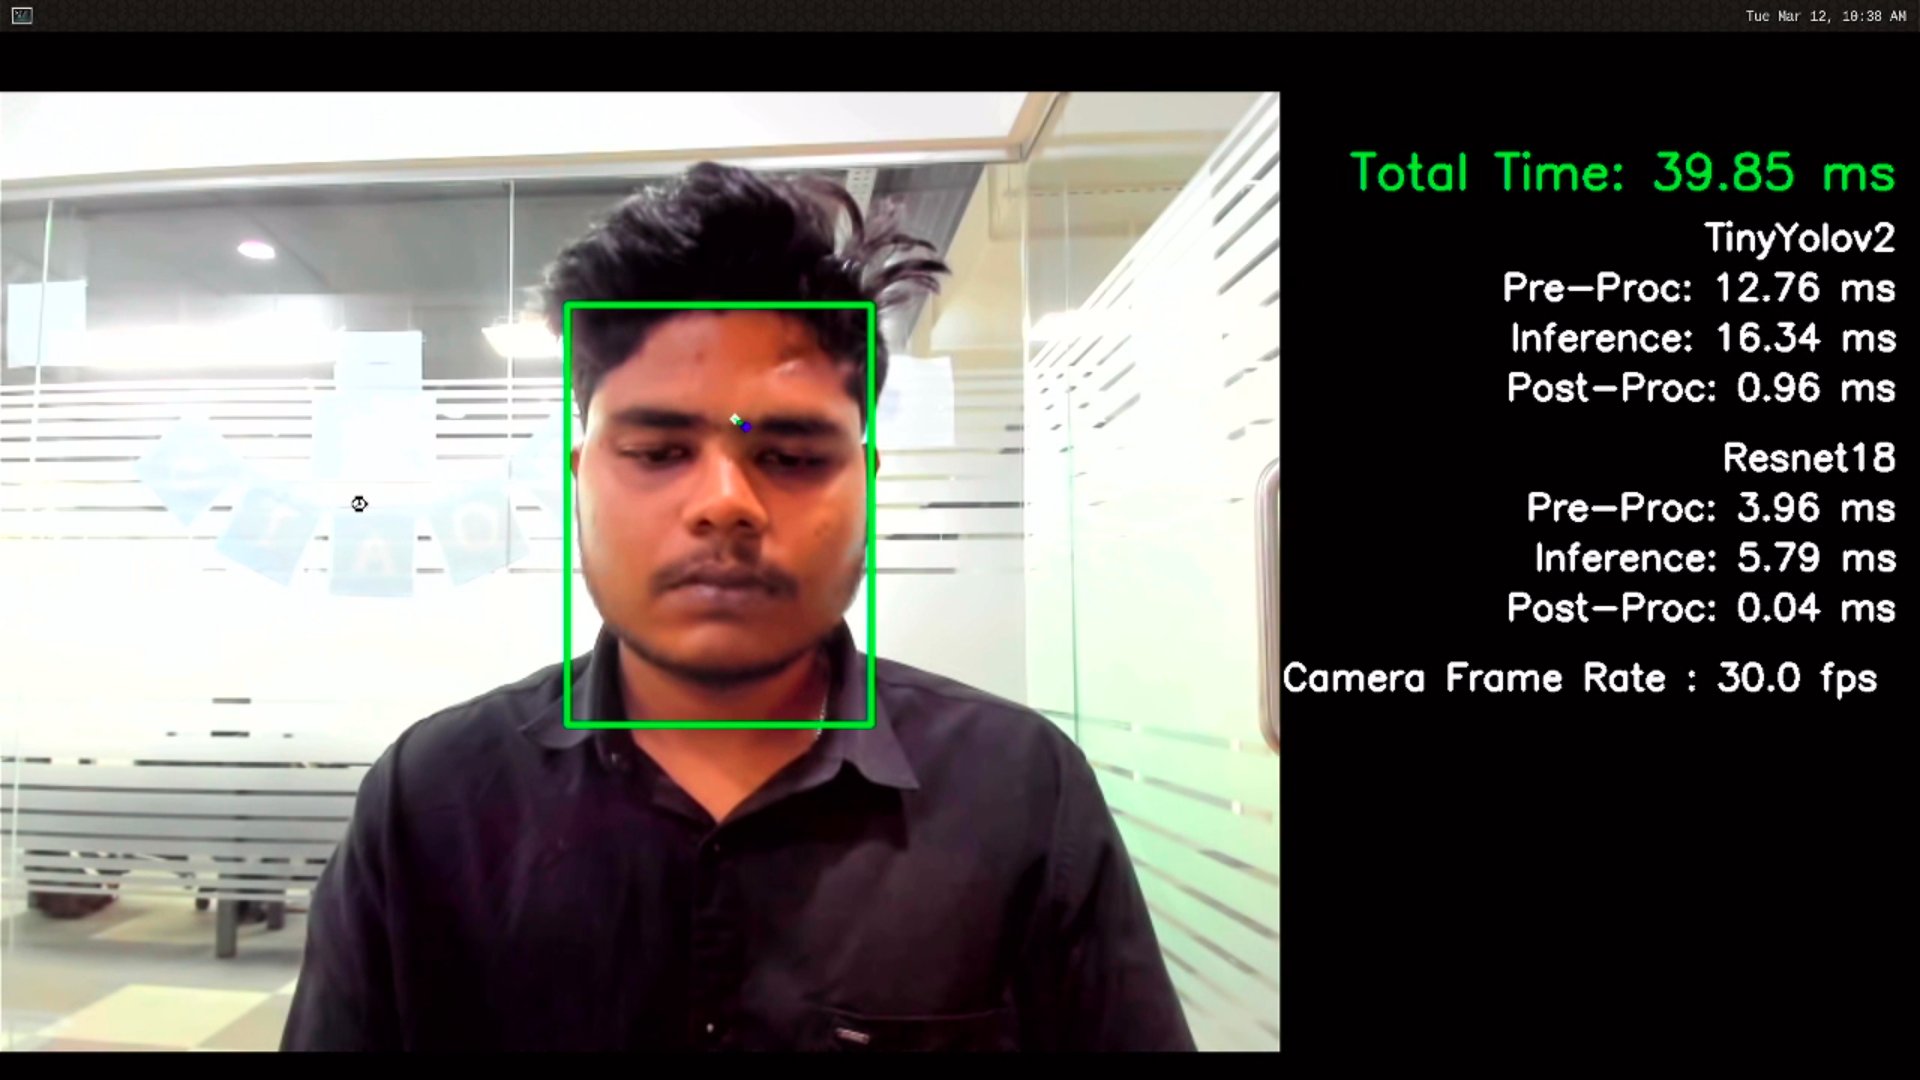 Tue Mar 12, 10:38 AM
Total Time: 39.85 ms
TinyYolov2
Pre-Proc: 12.76 ms
Inference: 16.34 ms
Post-Proc: 0.96 ms
Resnet18
Pre-Proc: 3.96 ms
Inference: 5.79 ms
Post-Proc: 0.04 ms
Camera Frame Rate : 30.0 fps